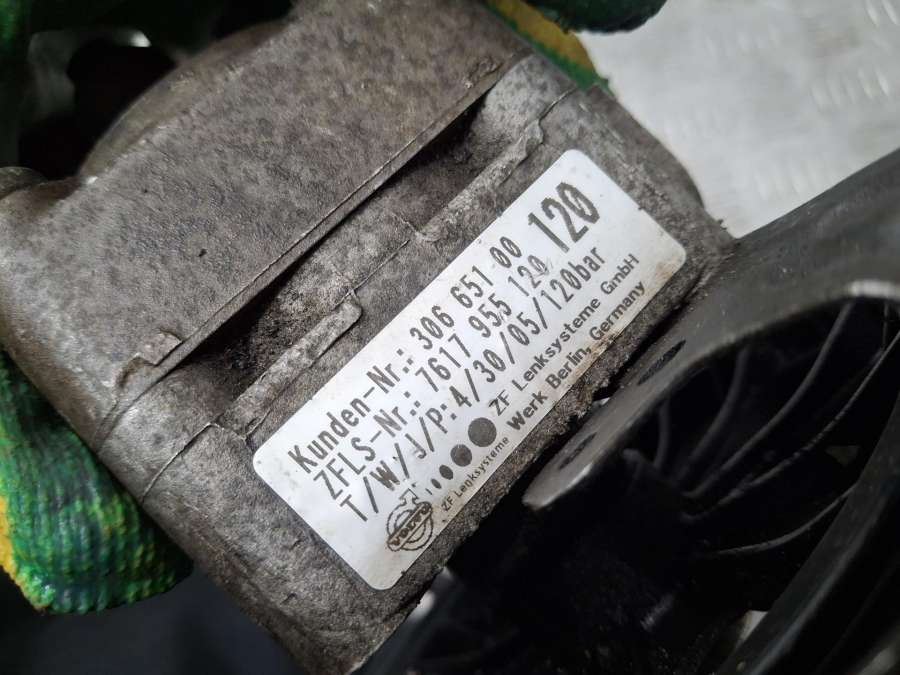 Kunden-Nr.: 306 651 00
120
ZFLS-Nr.: 7617 955 120
T/W/J/P: 4/30/05/120bar
ZF Lenksysteme GmbH
ZF Lenksysteme Werk Berlin, Germany
VOLVO